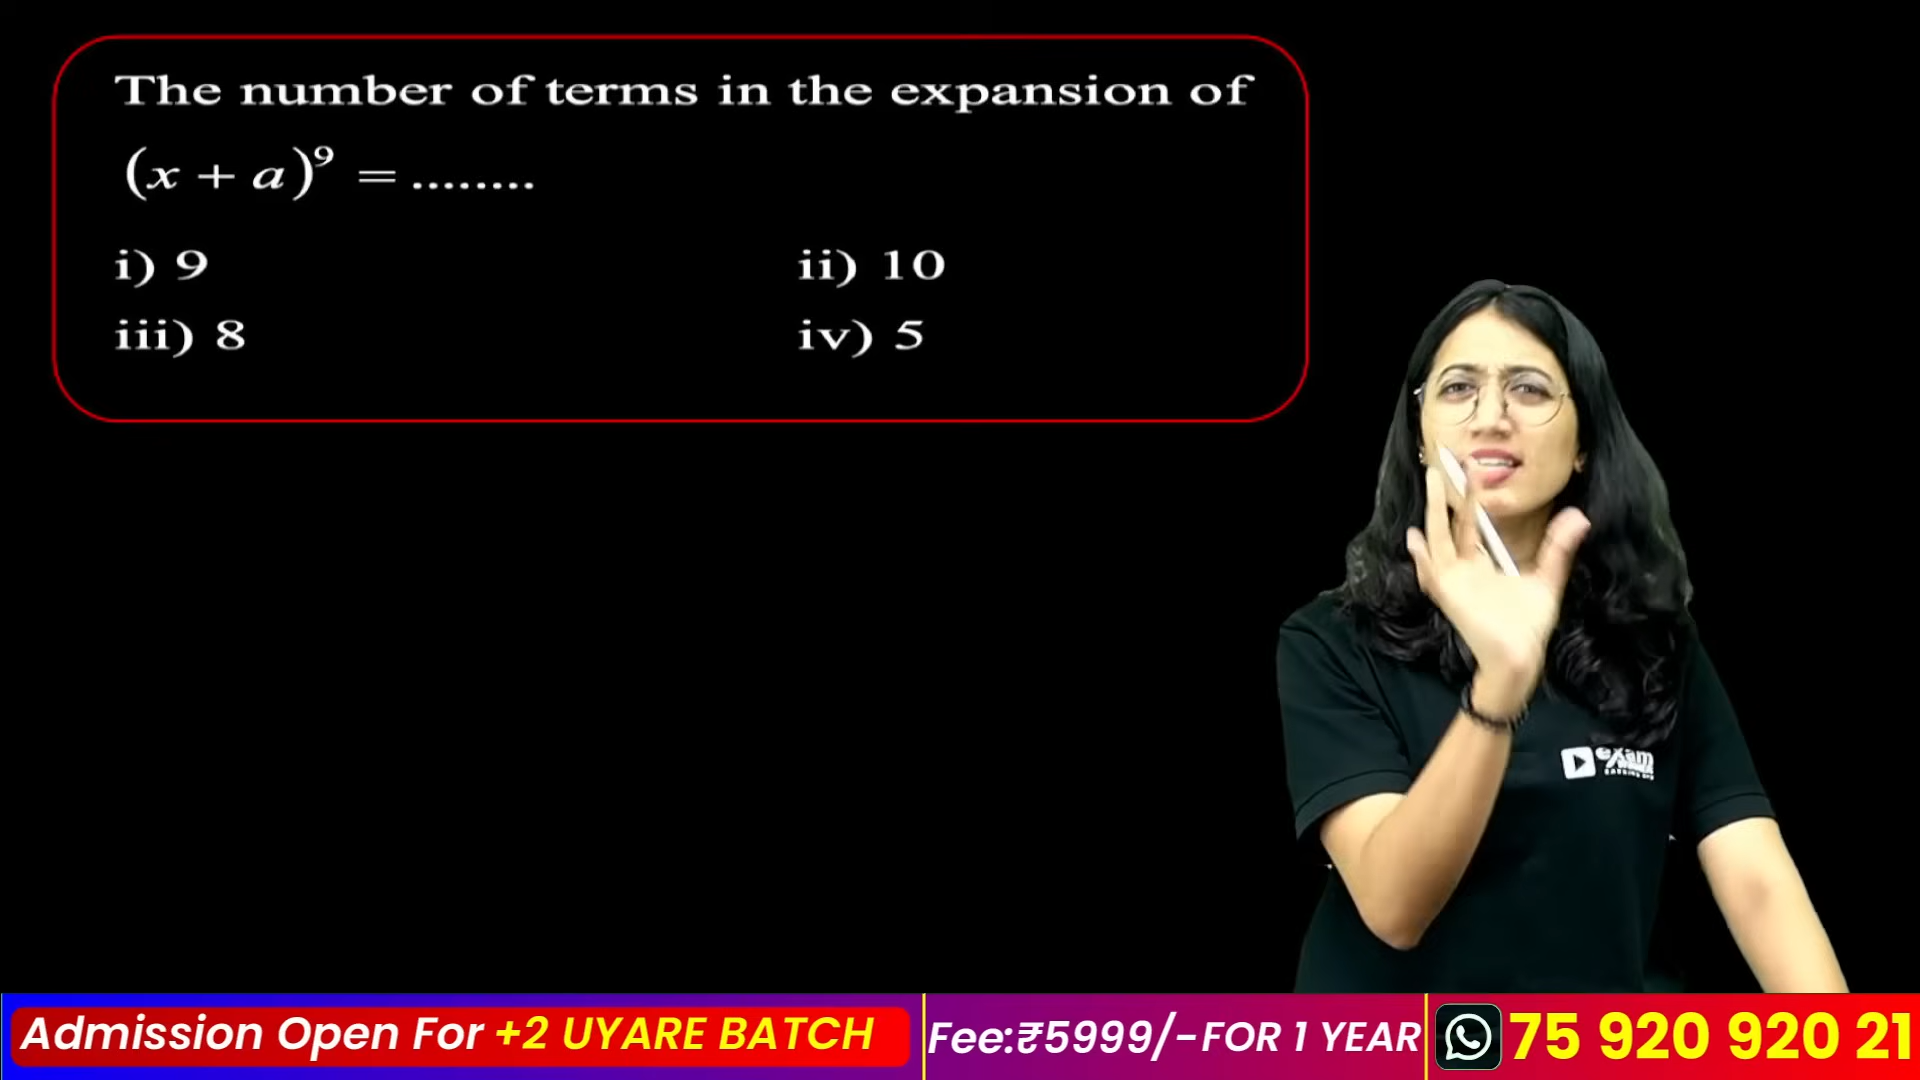 The number of terms in the expansion of
(x + a)⁹ = ........
i) 9 ii) 10
iii) 8 iv) 5
exam
Admission Open For +2 UYARE BATCH
Fee:₹5999/-FOR 1 YEAR
75 920 920 21